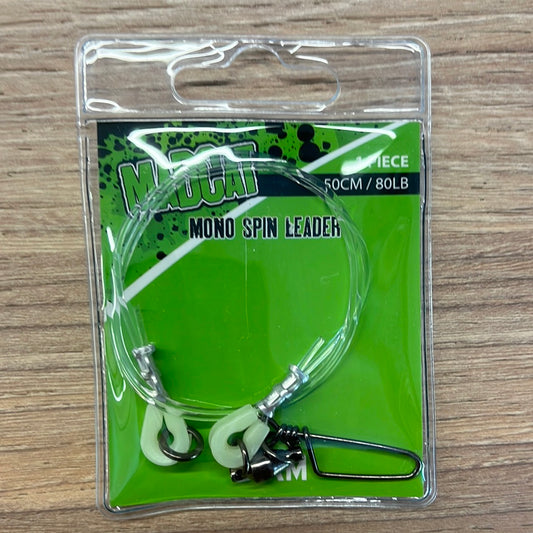 MADCAT
1 PIECE
50CM / 80LB
MONO SPIN LEADER